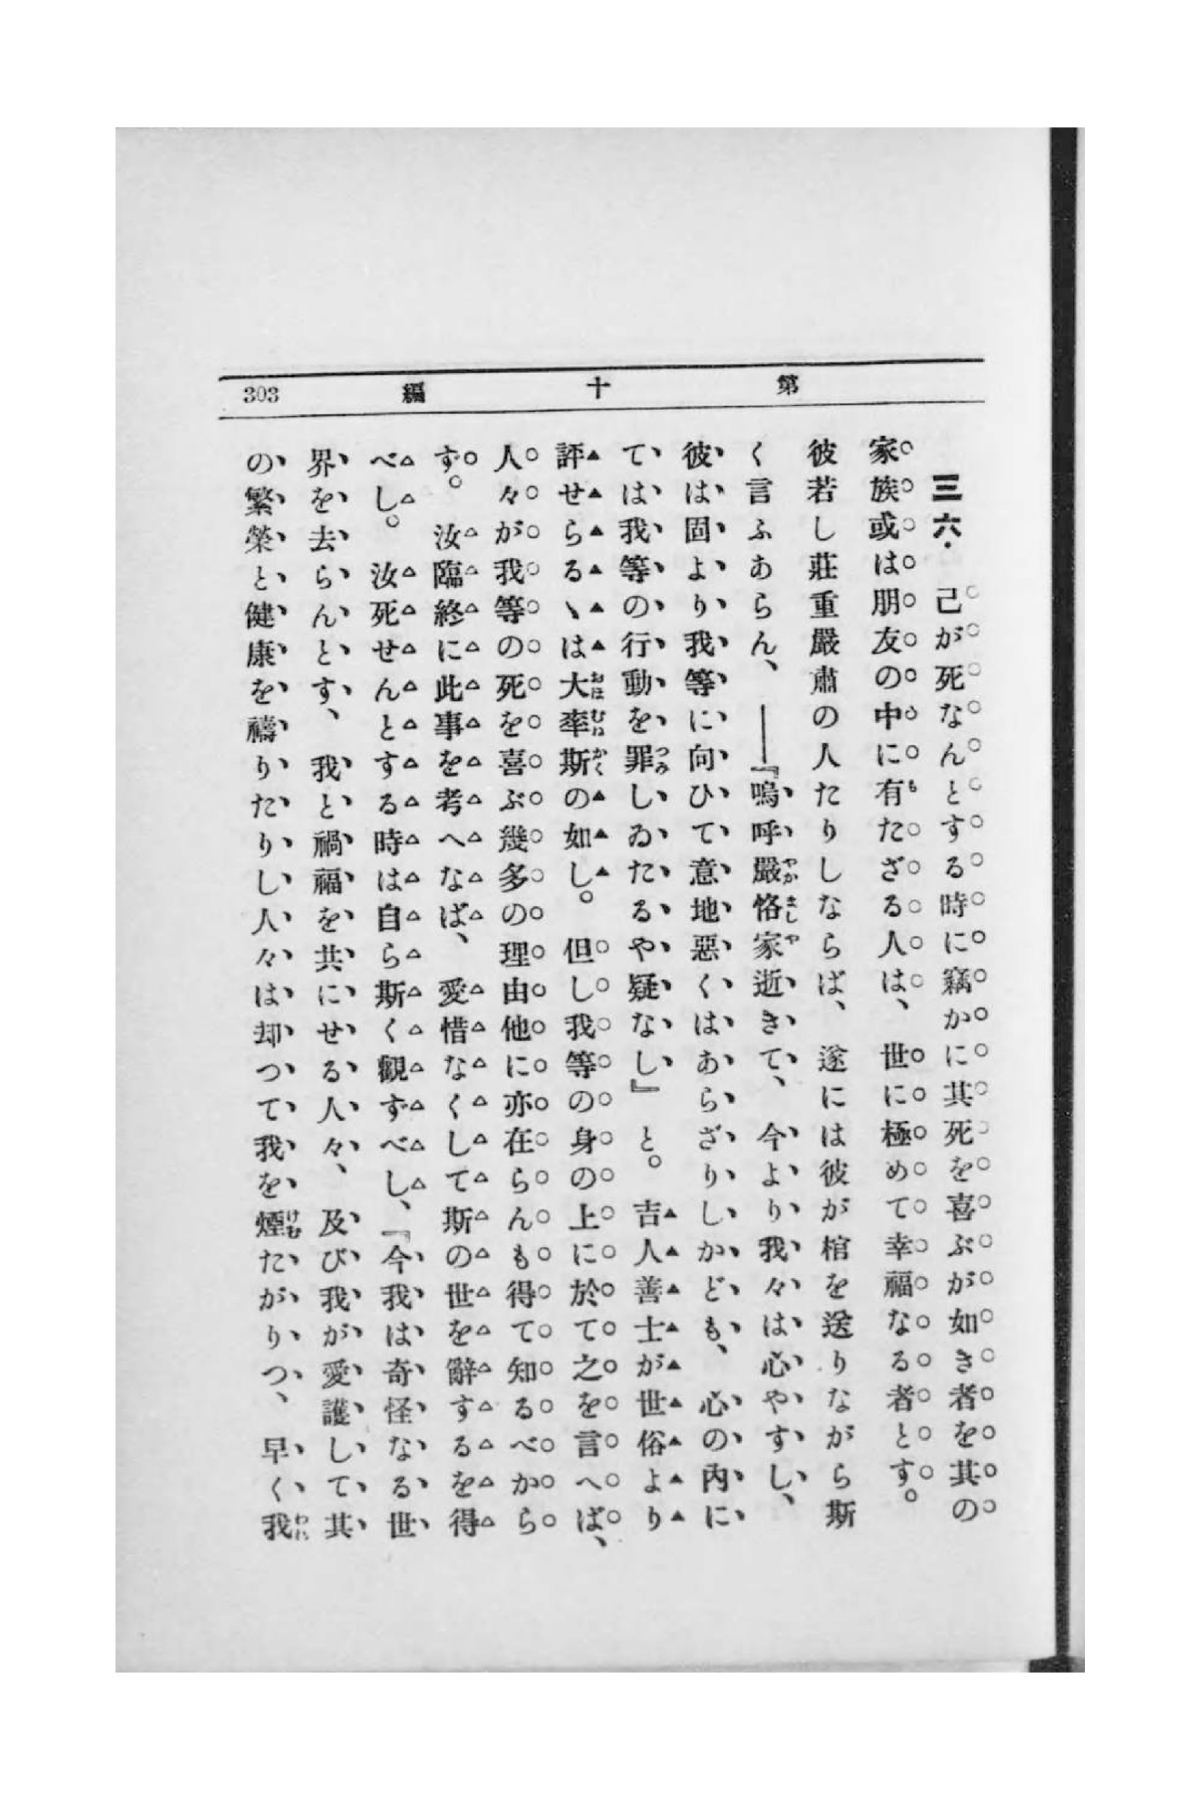 第十編
303
三六. 己が死なんとする時に竊かに其死を喜ぶが如き者を其の
家族或は朋友の中に有たざる人は、世に極めて幸福なる者とす。
彼若し莊重嚴肅の人たりしならば、遂には彼が棺を送りながら斯
く言ふあらん、――『嗚呼嚴恪家逝きて、今より我々は心やすし、
彼は固より我等に向ひて意地惡くはあらざりしかども、心の內に
ては我等の行動を罪しゐたるや疑なし』と。吉人善士が世俗より
評せらるゝは大率斯の如し。但し我等の身の上に於て之を言へば、
人々が我等の死を喜ぶ幾多の理由他に亦在らんも得て知るべから
ず。汝臨終に此事を考へなば、愛惜なくして斯の世を辭するを得
べし。汝死せんとする時は自ら斯く觀ずべし、『今我は奇怪なる世
界を去らんとす、我と禍福を共にせる人々、及び我が愛護して其
の繁榮と健康を禱りたりし人々は却つて我を煙たがりつ、早く我